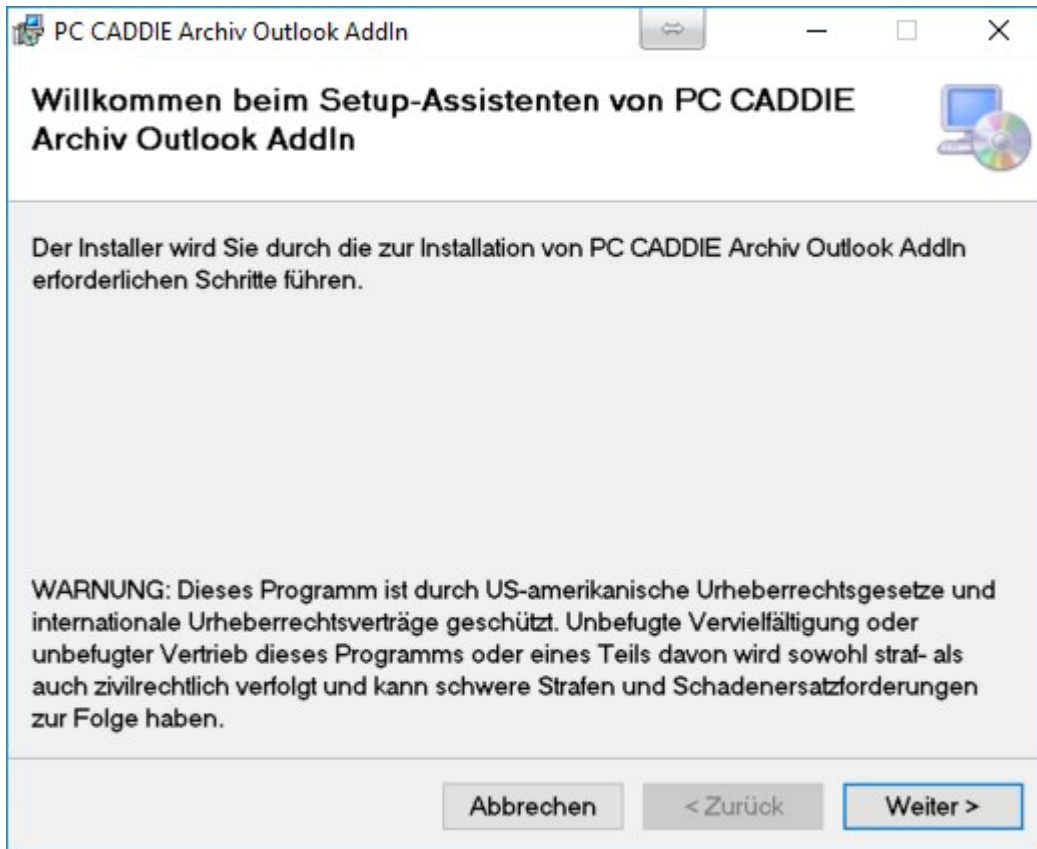 PC CADDIE Archiv Outlook AddIn
Willkommen beim Setup-Assistenten von PC CADDIE
Archiv Outlook AddIn
Der Installer wird Sie durch die zur Installation von PC CADDIE Archiv Outlook AddIn
erforderlichen Schritte führen.
WARNUNG: Dieses Programm ist durch US-amerikanische Urheberrechtsgesetze und
internationale Urheberrechtsverträge geschützt. Unbefugte Vervielfältigung oder
unbefugter Vertrieb dieses Programms oder eines Teils davon wird sowohl straf- als
auch zivilrechtlich verfolgt und kann schwere Strafen und Schadenersatzforderungen
zur Folge haben.
Abbrechen < Zurück Weiter >